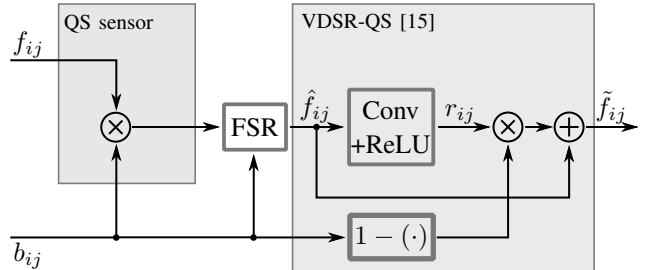 QS sensor
VDSR-QS [15]
f_{ij}
\hat{f}_{ij}
Conv
+ReLU
r_{ij}
\tilde{f}_{ij}
×
FSR
×
+
1 − (·)
b_{ij}